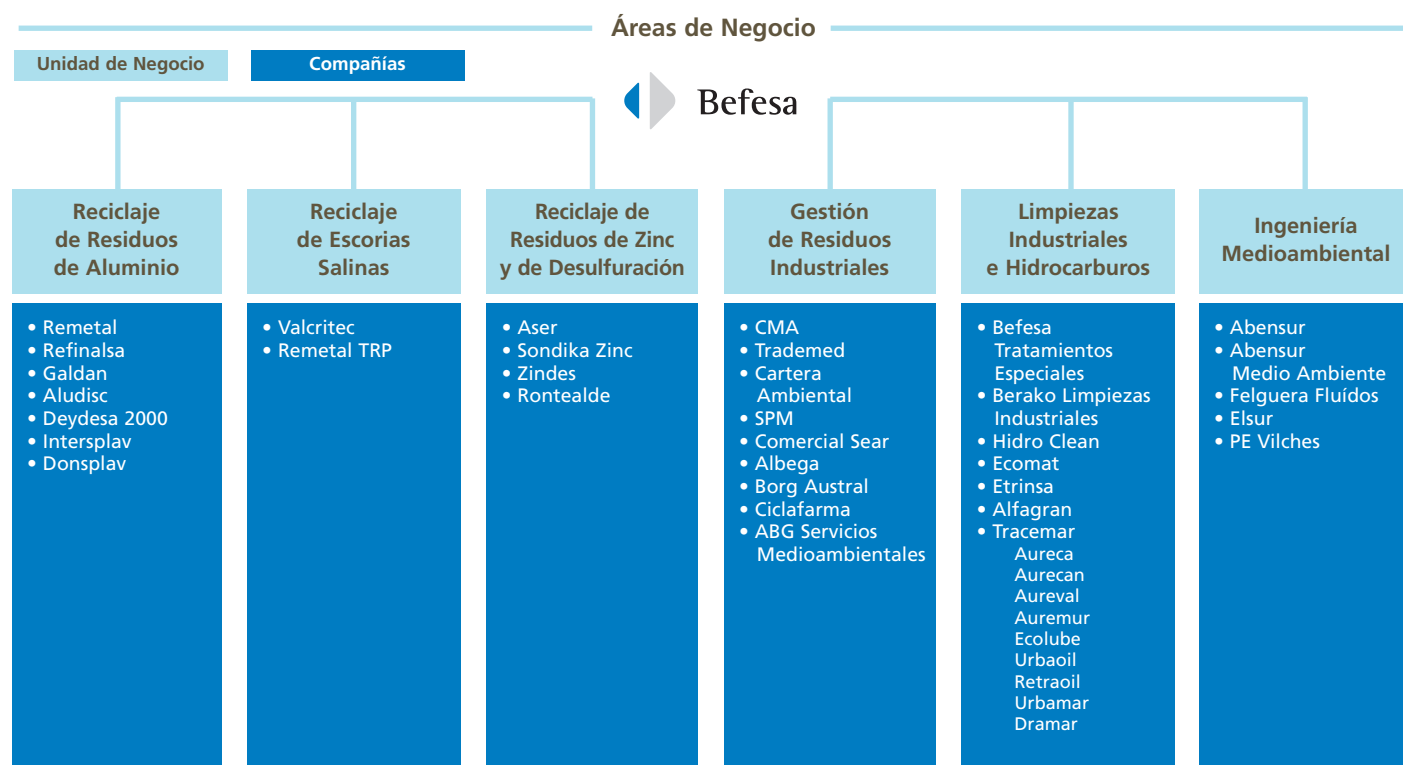 Áreas de Negocio
Unidad de Negocio
Compañías
Befesa
Reciclaje
de Residuos
de Aluminio
• Remetal
• Refinalsa
• Galdan
• Aludisc
• Deydesa 2000
• Intersplav
• Donsplav
Reciclaje
de Escorias
Salinas
• Valcritec
• Remetal TRP
Reciclaje de
Residuos de Zinc
y de Desulfuración
• Aser
• Sondika Zinc
• Zindes
• Rontealde
Gestión
de Residuos
Industriales
• CMA
• Trademed
• Cartera
Ambiental
• SPM
• Comercial Sear
• Albega
• Borg Austral
• Ciclafarma
• ABG Servicios
Medioambientales
Limpiezas
Industriales
e Hidrocarburos
• Befesa
Tratamientos
Especiales
• Berako Limpiezas
Industriales
• Hidro Clean
• Ecomat
• Etrinsa
• Alfagran
• Tracemar
Aureca
Aurecan
Aureval
Auremur
Ecolube
Urbaoil
Retraoil
Urbamar
Dramar
Ingeniería
Medioambiental
• Abensur
• Abensur
Medio Ambiente
• Felguera Fluídos
• Elsur
• PE Vilches